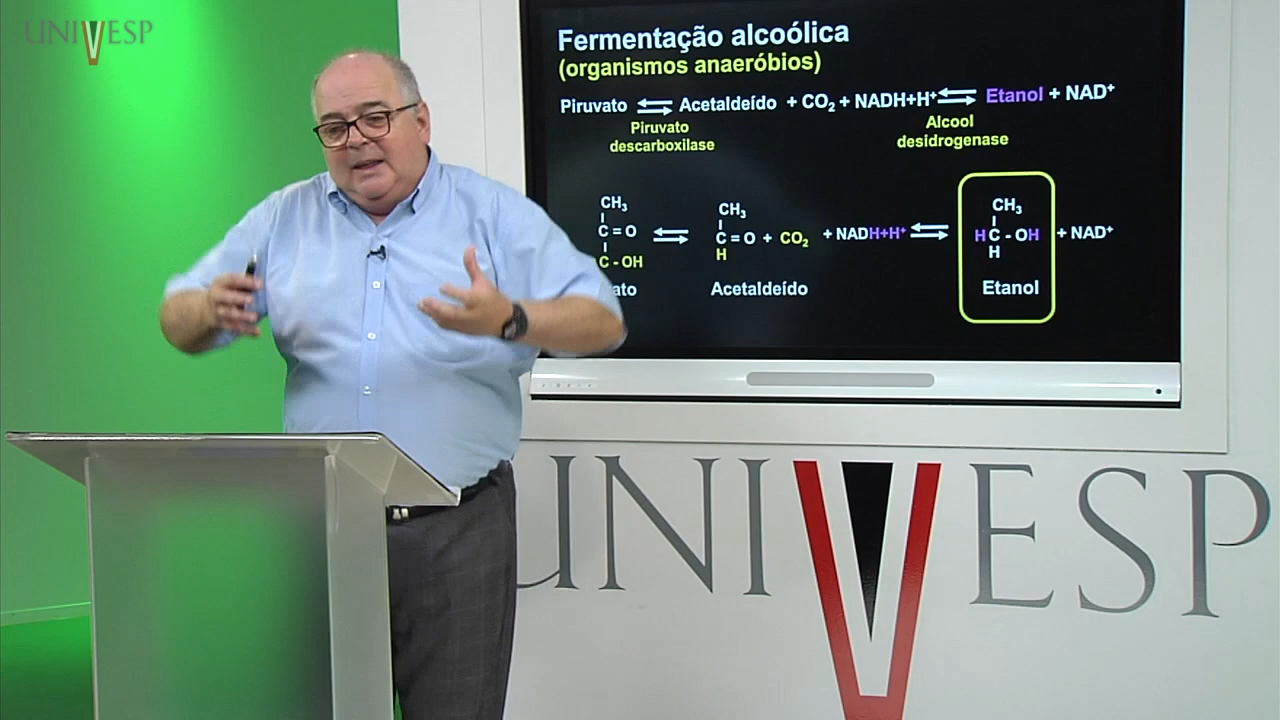 UNIVESP
Fermentação alcoólica
(organismos anaeróbios)
Piruvato ⇌ Acetaldeído + CO₂ + NADH+H⁺ ⇌ Etanol + NAD⁺
Piruvato descarboxilase
Alcool desidrogenase
CH₃
C = O
C - OH
ato
CH₃
C = O + CO₂
H
Acetaldeído
+ NADH+H⁺
CH₃
HC - OH + NAD⁺
H
Etanol
UNIVESP